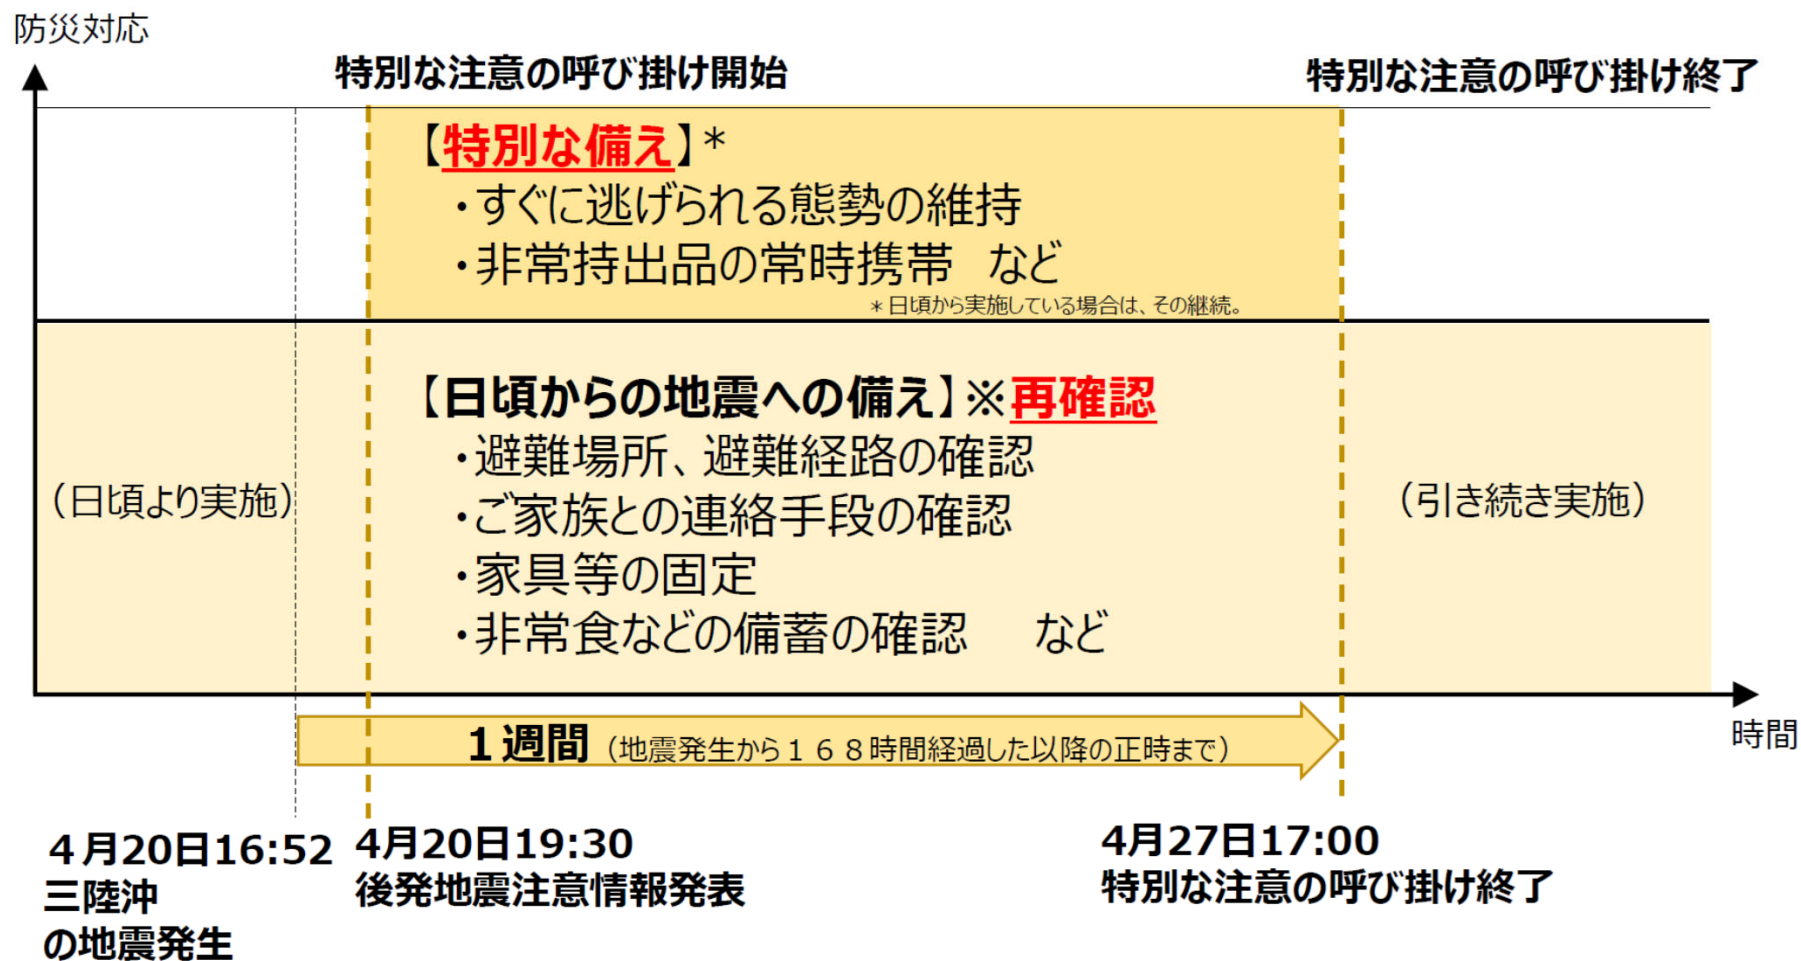 防災対応
特別な注意の呼び掛け開始
特別な注意の呼び掛け終了
【特別な備え】*
・すぐに逃げられる態勢の維持
・非常持出品の常時携帯　など
*日頃から実施している場合は、その継続。
【日頃からの地震への備え】※再確認
・避難場所、避難経路の確認
・ご家族との連絡手段の確認
・家具等の固定
・非常食などの備蓄の確認　など
（日頃より実施）
（引き続き実施）
１週間（地震発生から１６８時間経過した以降の正時まで）
時間
４月20日16:52
三陸沖
の地震発生
4月20日19:30
後発地震注意情報発表
4月27日17:00
特別な注意の呼び掛け終了